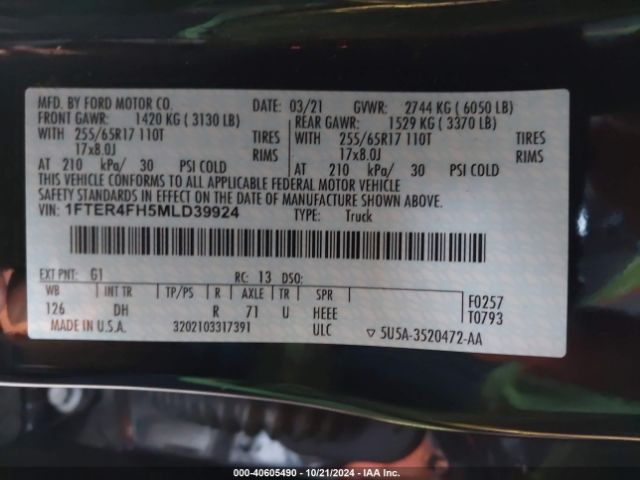 MFD. BY FORD MOTOR CO. DATE: 03/21 GVWR: 2744 KG ( 6050 LB)
FRONT GAWR: 1420 KG ( 3130 LB) REAR GAWR: 1529 KG ( 3370 LB)
WITH 255/65R17 110T TIRES WITH 255/65R17 110T TIRES
17x8.0J RIMS 17x8.0J RIMS
AT 210 kPa/ 30 PSI COLD AT 210 kPa/ 30 PSI COLD
THIS VEHICLE CONFORMS TO ALL APPLICABLE FEDERAL MOTOR VEHICLE
SAFETY STANDARDS IN EFFECT ON THE DATE OF MANUFACTURE SHOWN ABOVE.
VIN: 1FTER4FH5MLD39924 TYPE: Truck
EXT PNT: G1 RC: 13 DSO:
WB INT TR TP/PS R AXLE TR SPR F0257
126 DH R 71 U HEEE T0793
MADE IN U.S.A. 3202103317391 ULC ▽ 5U5A-3520472-AA
000-40605490 - 10/21/2024 - IAA Inc.